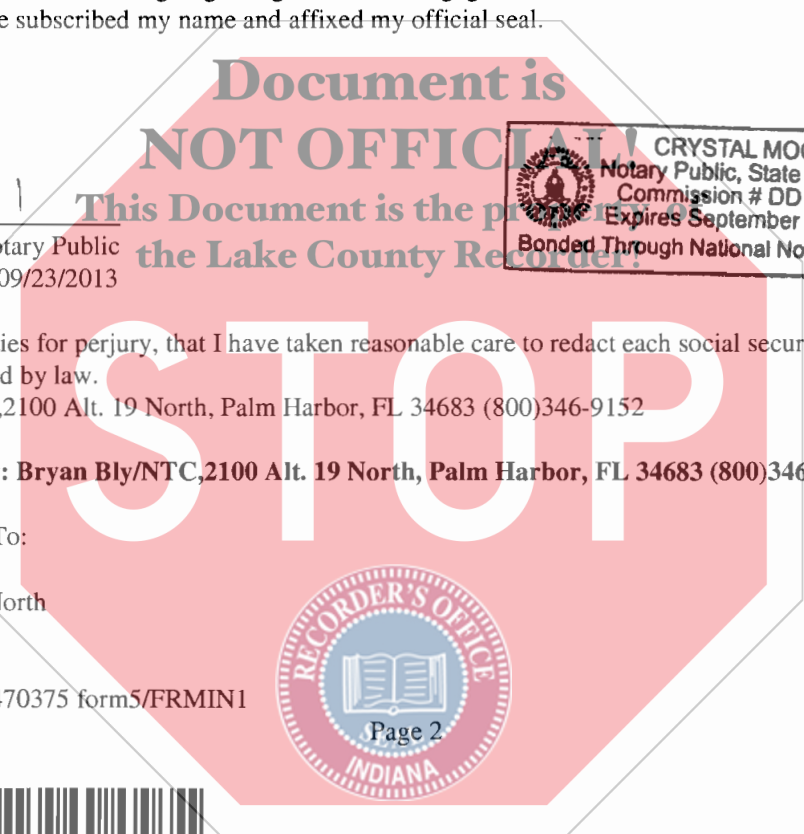 e subscribed my name and affixed my official seal.
Document is
NOT OFFICIAL!
This Document is the property of
the Lake County Recorder!
CRYSTAL MOO
Notary Public, State
Commission # DD
Expires September
Bonded Through National No
tary Public
09/23/2013
ies for perjury, that I have taken reasonable care to redact each social secur
d by law.
,2100 Alt. 19 North, Palm Harbor, FL 34683 (800)346-9152
: Bryan Bly/NTC,2100 Alt. 19 North, Palm Harbor, FL 34683 (800)346
STOP
To:
North
470375 form5/FRMIN1
RECORDER'S OFFICE
Page 2
SEAL
INDIANA